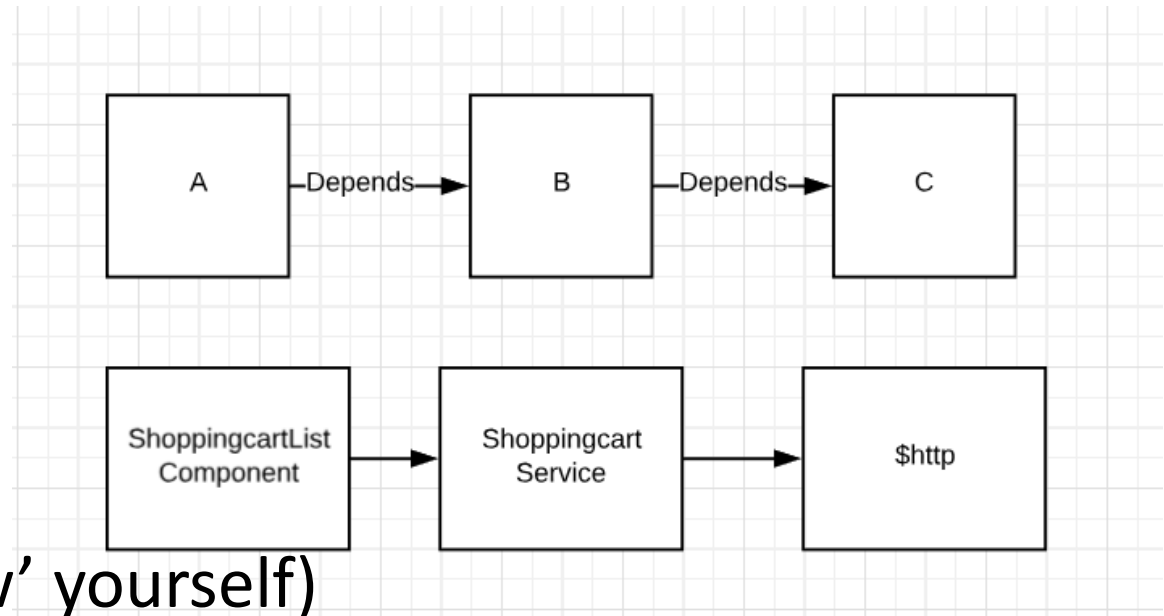 A
Depends
B
Depends
C
ShoppingcartList
Component
Shoppingcart
Service
$http
’ yourself)